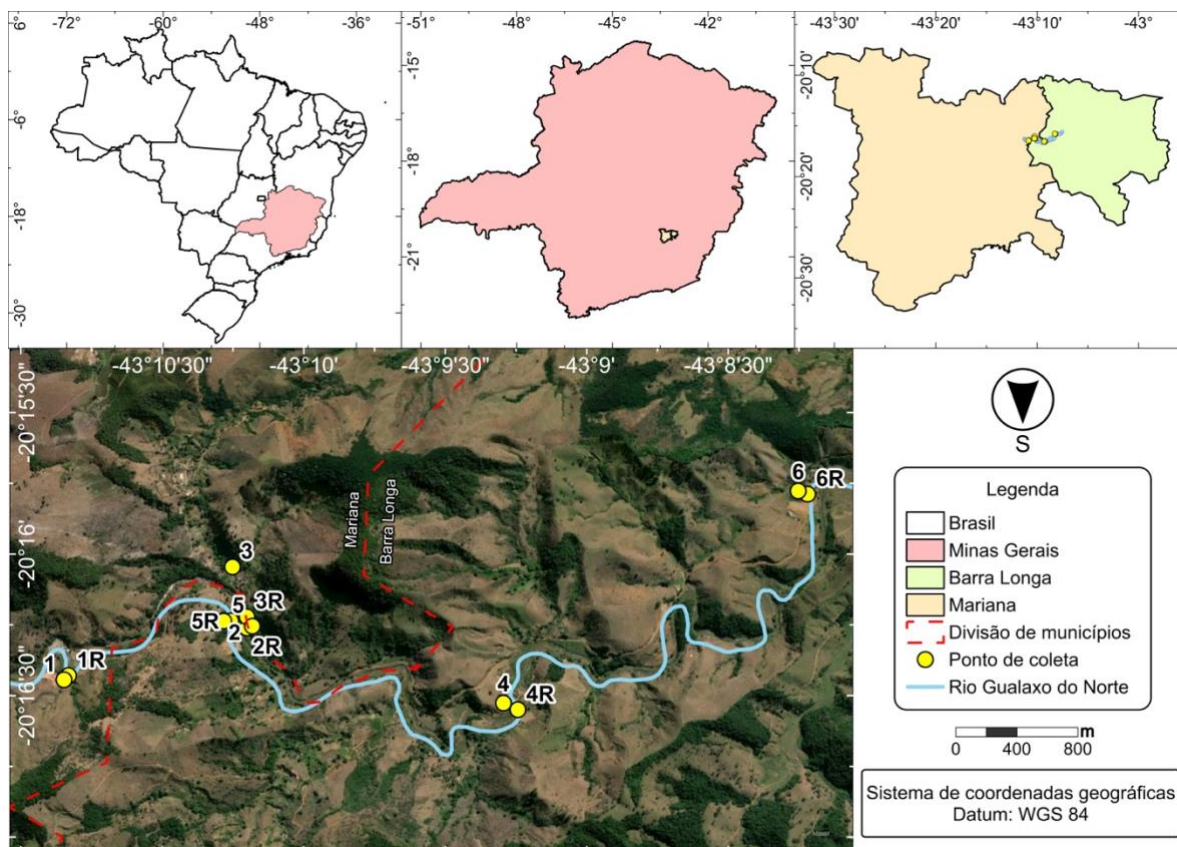 -72° -60° -48° -36°
6° -6° -18° -30°
-51° -48° -45° -42°
-15° -18° -21°
-43°30' -43°20' -43°10' -43°
-20°10' -20°20' -20°30'
-43°10'30" -43°10' -43°9'30" -43°9' -43°8'30"
-20°15'30" -20°16' -20°16'30"
Mariana
Barra Longa
6 6R
3
5 3R
5R
2 2R
1 1R
4 4R
S
Legenda
Brasil
Minas Gerais
Barra Longa
Mariana
Divisão de municípios
Ponto de coleta
Rio Gualaxo do Norte
m
0 400 800
Sistema de coordenadas geográficas
Datum: WGS 84